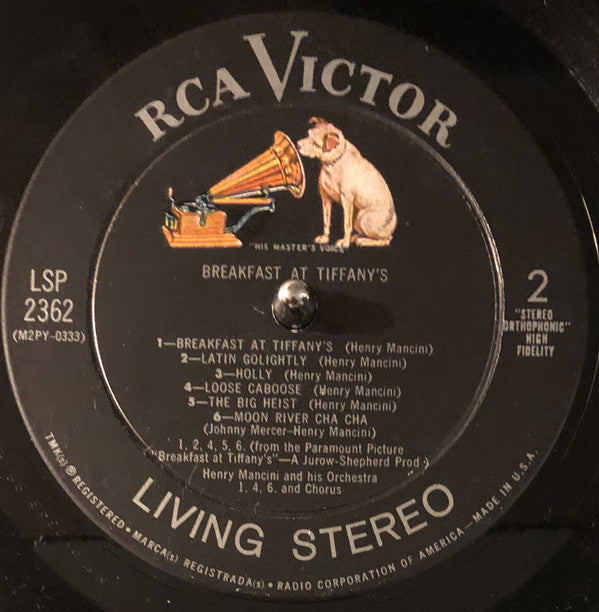 RCA VICTOR
"HIS MASTER'S VOICE"
BREAKFAST AT TIFFANY'S
LSP
2362
(M2PY-0333)
2
"STEREO
ORTHOPHONIC"
HIGH
FIDELITY
1—BREAKFAST AT TIFFANY'S (Henry Mancini)
2—LATIN GOLIGHTLY (Henry Mancini)
3—HOLLY (Henry Mancini)
4—LOOSE CABOOSE (Henry Mancini)
5—THE BIG HEIST (Henry Mancini)
6—MOON RIVER CHA CHA
(Johnny Mercer-Henry Mancini)
1, 2, 4, 5, 6, (from the Paramount Picture
"Breakfast at Tiffany's"—A Jurow-Shepherd Prod.)
Henry Mancini and his Orchestra
1, 4, 6, and Chorus
LIVING STEREO
TMK(s) ® REGISTERED • MARCA(s) REGISTRADA(s) • RADIO CORPORATION OF AMERICA—MADE IN U.S.A.